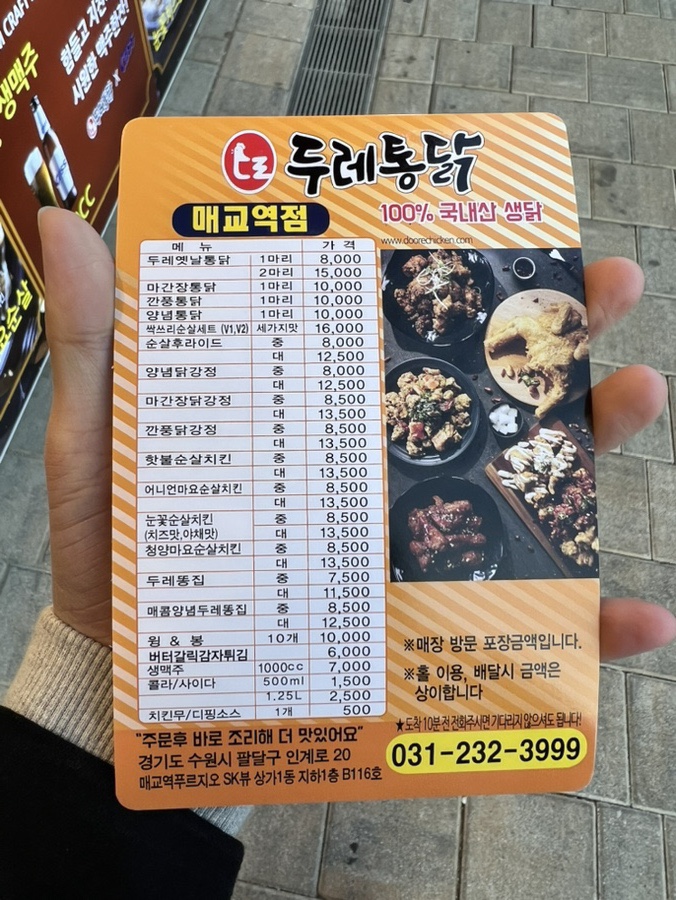 생맥주
힘들고 지친
시원한 맥주한잔
두레통닭
매교역점
100% 국내산 생닭
www.doorechicken.com
메 뉴 가 격
두레옛날통닭 1마리 8,000
2마리 15,000
마간장통닭 1마리 10,000
깐풍통닭 1마리 10,000
양념통닭 1마리 10,000
싹쓰리순살세트 (V1,V2) 세가지맛 16,000
순살후라이드 중 8,000
대 12,500
양념닭강정 중 8,000
대 12,500
마간장닭강정 중 8,500
대 13,500
깐풍닭강정 중 8,500
대 13,500
핫불순살치킨 중 8,500
대 13,500
어니언마요순살치킨 중 8,500
대 13,500
눈꽃순살치킨 중 8,500
(치즈맛,야채맛) 대 13,500
청양마요순살치킨 중 8,500
대 13,500
두레똥집 중 7,500
대 11,500
매콤양념두레똥집 중 8,500
대 12,500
윙 & 봉 10개 10,000
버터갈릭감자튀김 6,000
생맥주 1000cc 7,000
콜라/사이다 500ml 1,500
1.25L 2,500
치킨무/디핑소스 1개 500
※매장 방문 포장금액입니다.
※홀 이용, 배달시 금액은
상이합니다
★도착 10분 전 전화주시면 기다리지 않으셔도 됩니다!
031-232-3999
"주문후 바로 조리해 더 맛있어요"
경기도 수원시 팔달구 인계로 20
매교역푸르지오 SK뷰 상가1동 지하1층 B116호